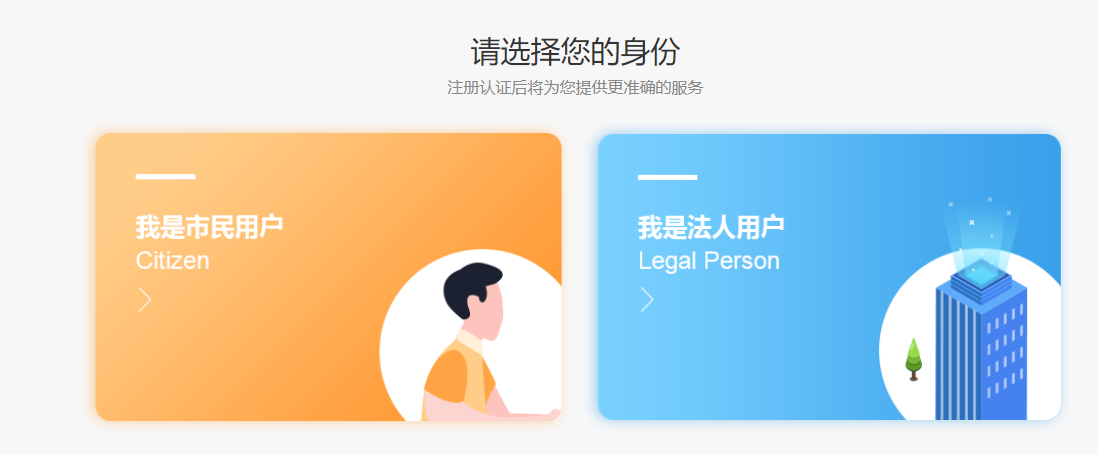 请选择您的身份
注册认证后将为您提供更准确的服务
我是市民用户
Citizen
我是法人用户
Legal Person